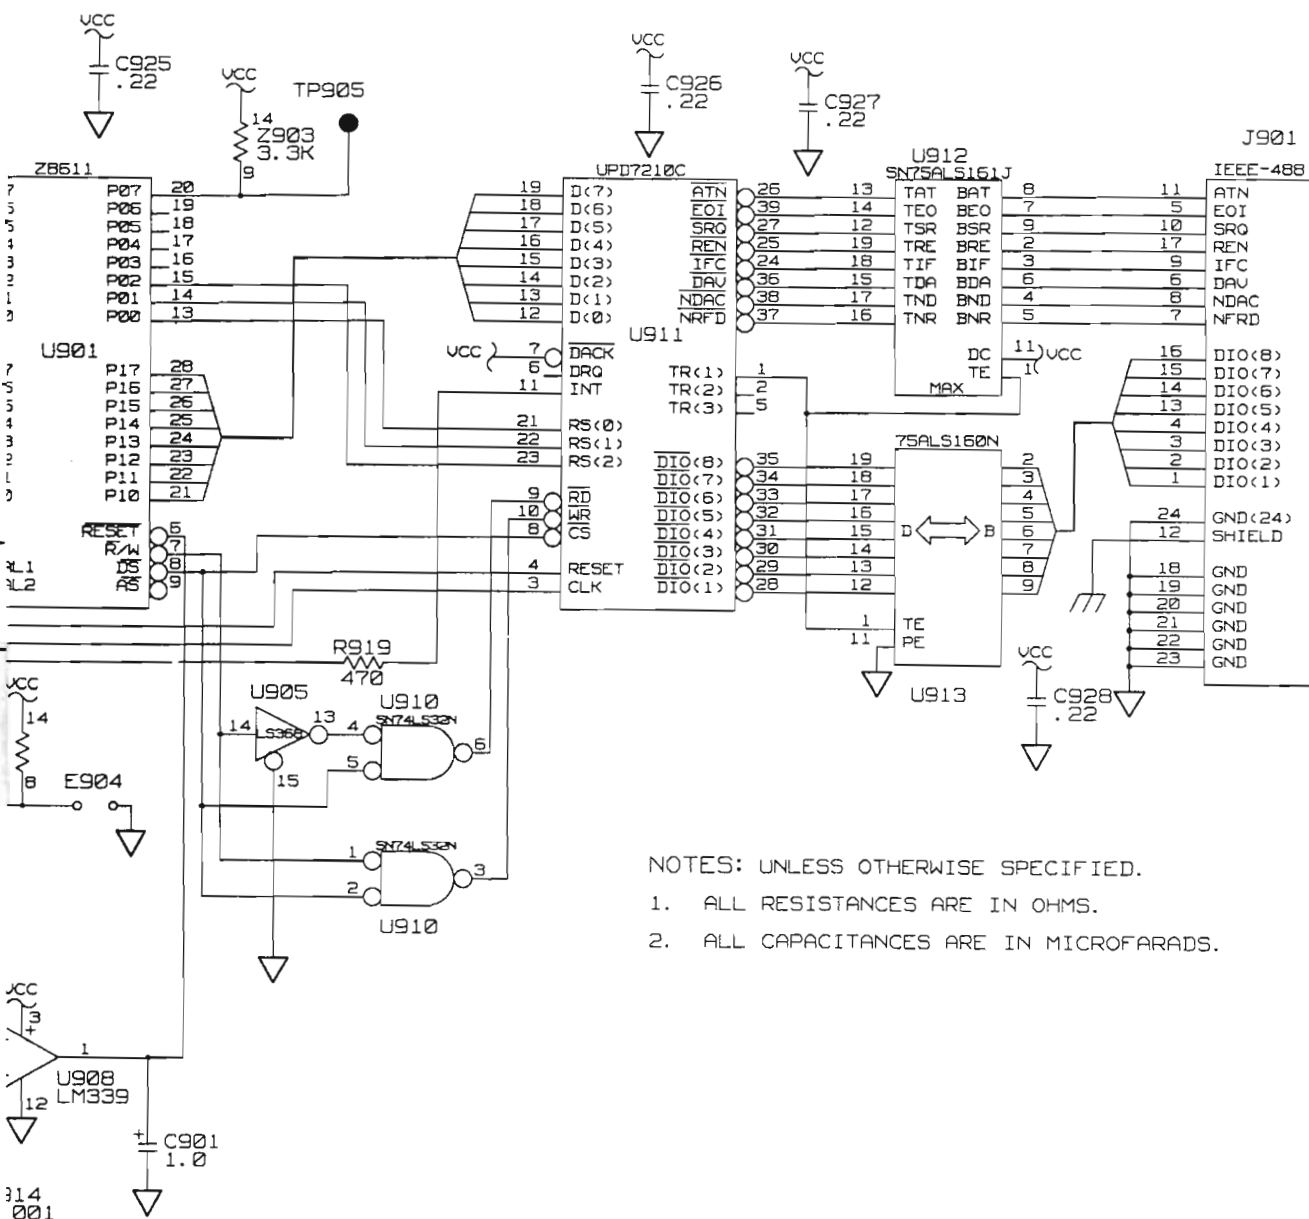 VCC
C925
.22
VCC
14
Z903
3.3K
9
TP905
VCC
C926
.22
VCC
C927
.22
J901
IEEE-488
Z8611
P07 20
P06 19
P05 18
P04 17
P03 16
P02 15
P01 14
P00 13
U901
P17 28
P16 27
P15 26
P14 25
P13 24
P12 23
P11 22
P10 21
RESET 6
R/W 7
DS 8
AS 9
AL1
AL2
UPD7210C
19 D(7)
18 D(6)
17 D(5)
16 D(4)
15 D(3)
14 D(2)
13 D(1)
12 D(0)
VCC 7 DACK
6 DRQ
11 INT
21 RS(0)
22 RS(1)
23 RS(2)
9 RD
10 WR
8 CS
4 RESET
3 CLK
ATN 26
EOI 39
SRQ 27
REN 25
IFC 24
DAV 36
NDAC 38
NRFD 37
U911
TR(1) 1
TR(2) 2
TR(3) 5
DIO(8) 35
DIO(7) 34
DIO(6) 33
DIO(5) 32
DIO(4) 31
DIO(3) 30
DIO(2) 29
DIO(1) 28
U912
SN75ALS161J
13 TAT BAT 8
14 TEO BEO 7
12 TSR BSR 9
19 TRE BRE 2
18 TIF BIF 3
15 TDA BDA 6
17 TND BND 4
16 TNR BNR 5
DC 11 VCC
TE 1
MAX
75ALS160N
19 2
18 3
17 4
16 5
15 D B 6
14 7
13 8
12 9
1 TE
11 PE
U913
11 ATN
5 EOI
10 SRQ
17 REN
9 IFC
6 DAV
8 NDAC
7 NFRD
16 DIO(8)
15 DIO(7)
14 DIO(6)
13 DIO(5)
4 DIO(4)
3 DIO(3)
2 DIO(2)
1 DIO(1)
24 GND(24)
12 SHIELD
18 GND
19 GND
20 GND
21 GND
22 GND
23 GND
VCC
C928
.22
R919
470
U905
14 LS368 13
15
U910
SN74LS32N
4
5
6
SN74LS32N
1
2
3
U910
VCC
14
8
E904
VCC
3
+
1
U908
LM339
12
+
C901
1.0
914
001
NOTES: UNLESS OTHERWISE SPECIFIED.
1. ALL RESISTANCES ARE IN OHMS.
2. ALL CAPACITANCES ARE IN MICROFARADS.